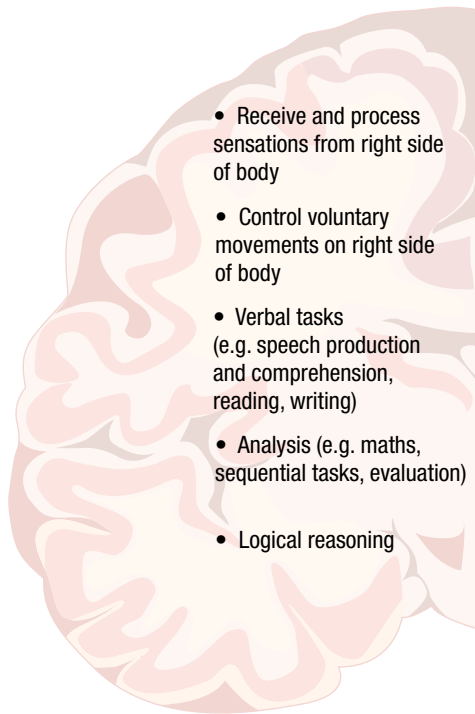 • Receive and process
sensations from right side
of body
• Control voluntary
movements on right side
of body
• Verbal tasks
(e.g. speech production
and comprehension,
reading, writing)
• Analysis (e.g. maths,
sequential tasks, evaluation)
• Logical reasoning